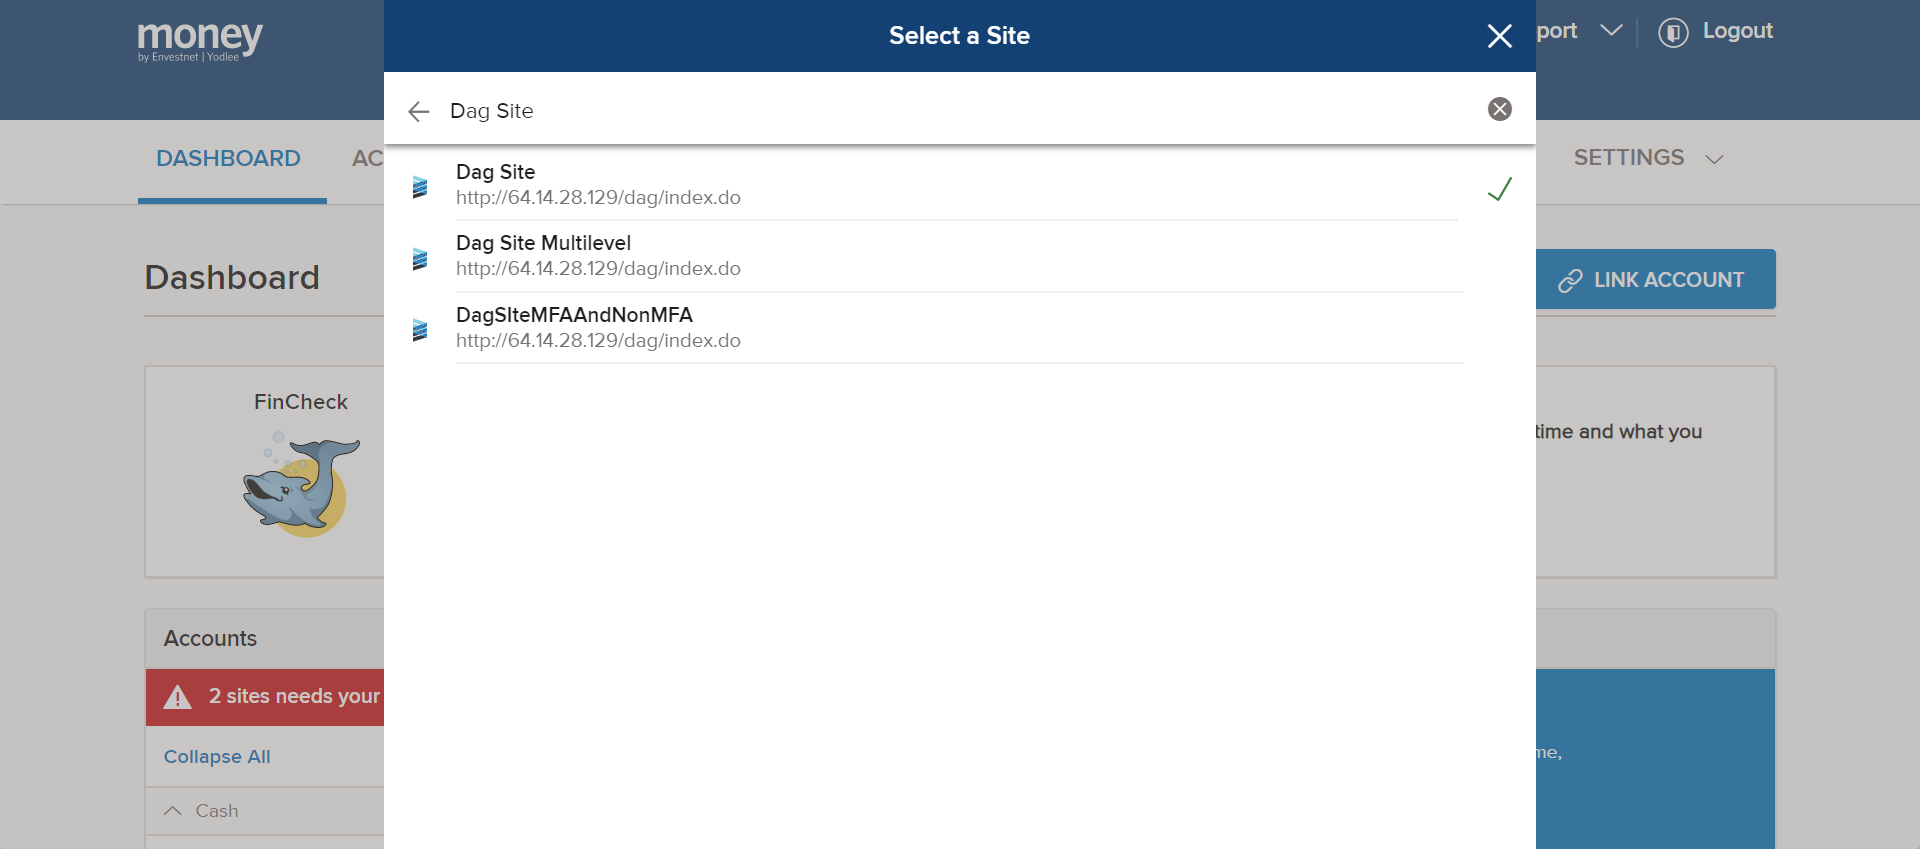 money
by Envestnet | Yodlee
Select a Site
port
Logout
Dag Site
DASHBOARD
AC
SETTINGS
Dag Site
http://64.14.28.129/dag/index.do
Dag Site Multilevel
http://64.14.28.129/dag/index.do
DagSIteMFAAndNonMFA
http://64.14.28.129/dag/index.do
Dashboard
LINK ACCOUNT
FinCheck
time and what you
Accounts
2 sites needs your
Collapse All
me,
Cash